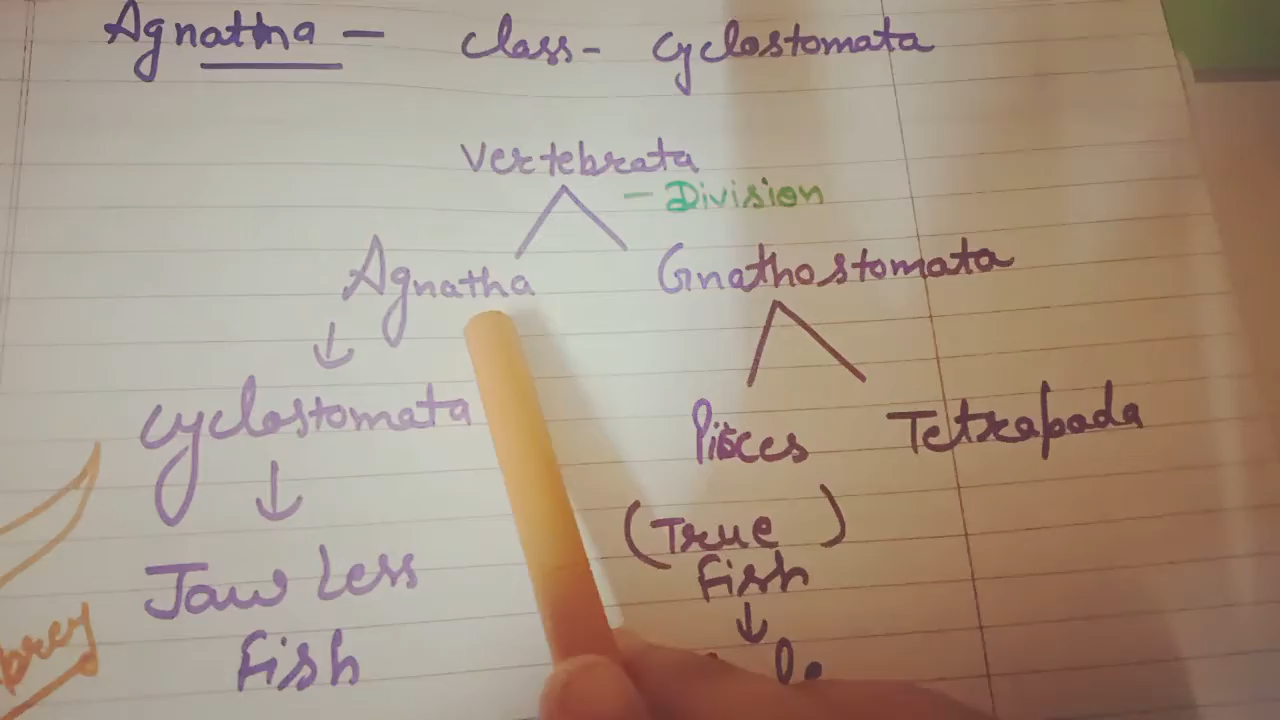 Agnatha - class - Cyclostomata
Vertebrata
- Division
Agnatha Gnathostomata
Cyclostomata Pisces Tetrapoda
(True
Fish)
Jaw Less
Fish